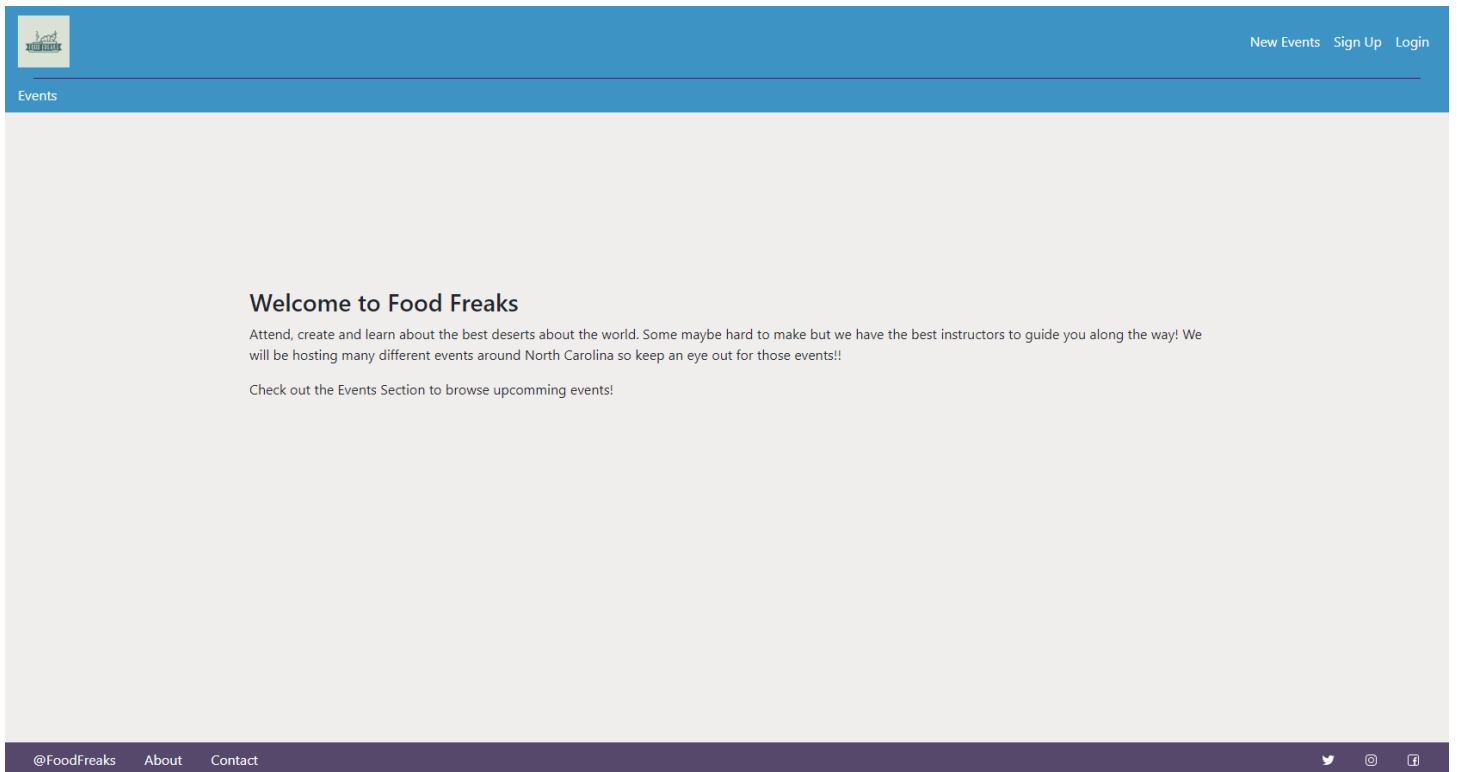 FOOD FREAKS
New Events Sign Up Login
Events
Welcome to Food Freaks
Attend, create and learn about the best deserts about the world. Some maybe hard to make but we have the best instructors to guide you along the way! We
will be hosting many different events around North Carolina so keep an eye out for those events!!
Check out the Events Section to browse upcomming events!
@FoodFreaks About Contact